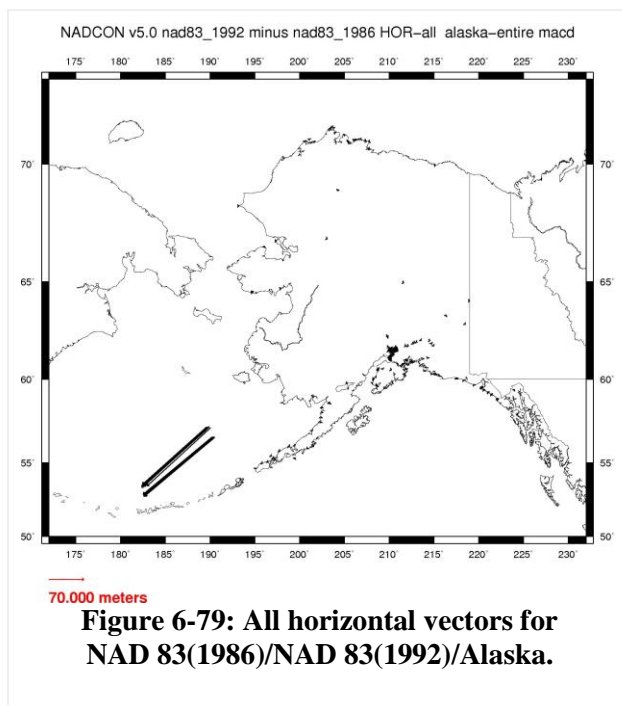 NADCON v5.0 nad83_1992 minus nad83_1986 HOR-all alaska-entire macd
175˚ 180˚ 185˚ 190˚ 195˚ 200˚ 205˚ 210˚ 215˚ 220˚ 225˚ 230˚
70˚ 70˚
65˚ 65˚
60˚ 60˚
55˚ 55˚
50˚ 50˚
175˚ 180˚ 185˚ 190˚ 195˚ 200˚ 205˚ 210˚ 215˚ 220˚ 225˚ 230˚
70.000 meters
Figure 6-79: All horizontal vectors for
NAD 83(1986)/NAD 83(1992)/Alaska.